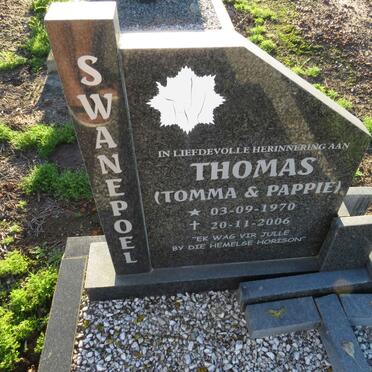 SWANEPOEL
IN LIEFDEVOLLE HERINNERING AAN
THOMAS
(TOMMA & PAPPIE)
★ 03-09-1970
✝ 20-11-2006
"EK WAG VIR JULLE
BY DIE HEMELSE HORISON"